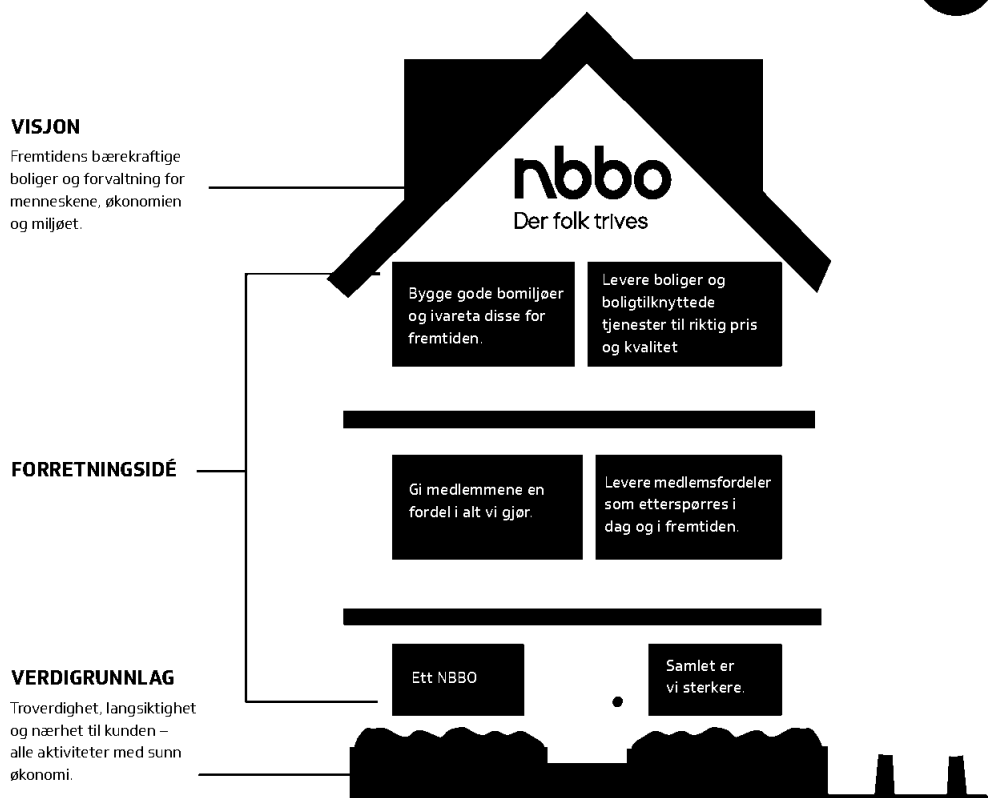 VISJON
Fremtidens bærekraftige
boliger og forvaltning for
menneskene, økonomien
og miljøet.
nbbo
Der folk trives
Bygge gode bomiljøer
og ivareta disse for
fremtiden.
Levere boliger og
boligtilknyttede
tjenester til riktig pris
og kvalitet
FORRETNINGSIDÉ
Gi medlemmene en
fordel i alt vi gjør.
Levere medlemsfordeler
som etterspørres i
dag og i fremtiden.
Ett NBBO
Samlet er
vi sterkere.
VERDIGRUNNLAG
Troverdighet, langsiktighet
og nærhet til kunden –
alle aktiviteter med sunn
økonomi.